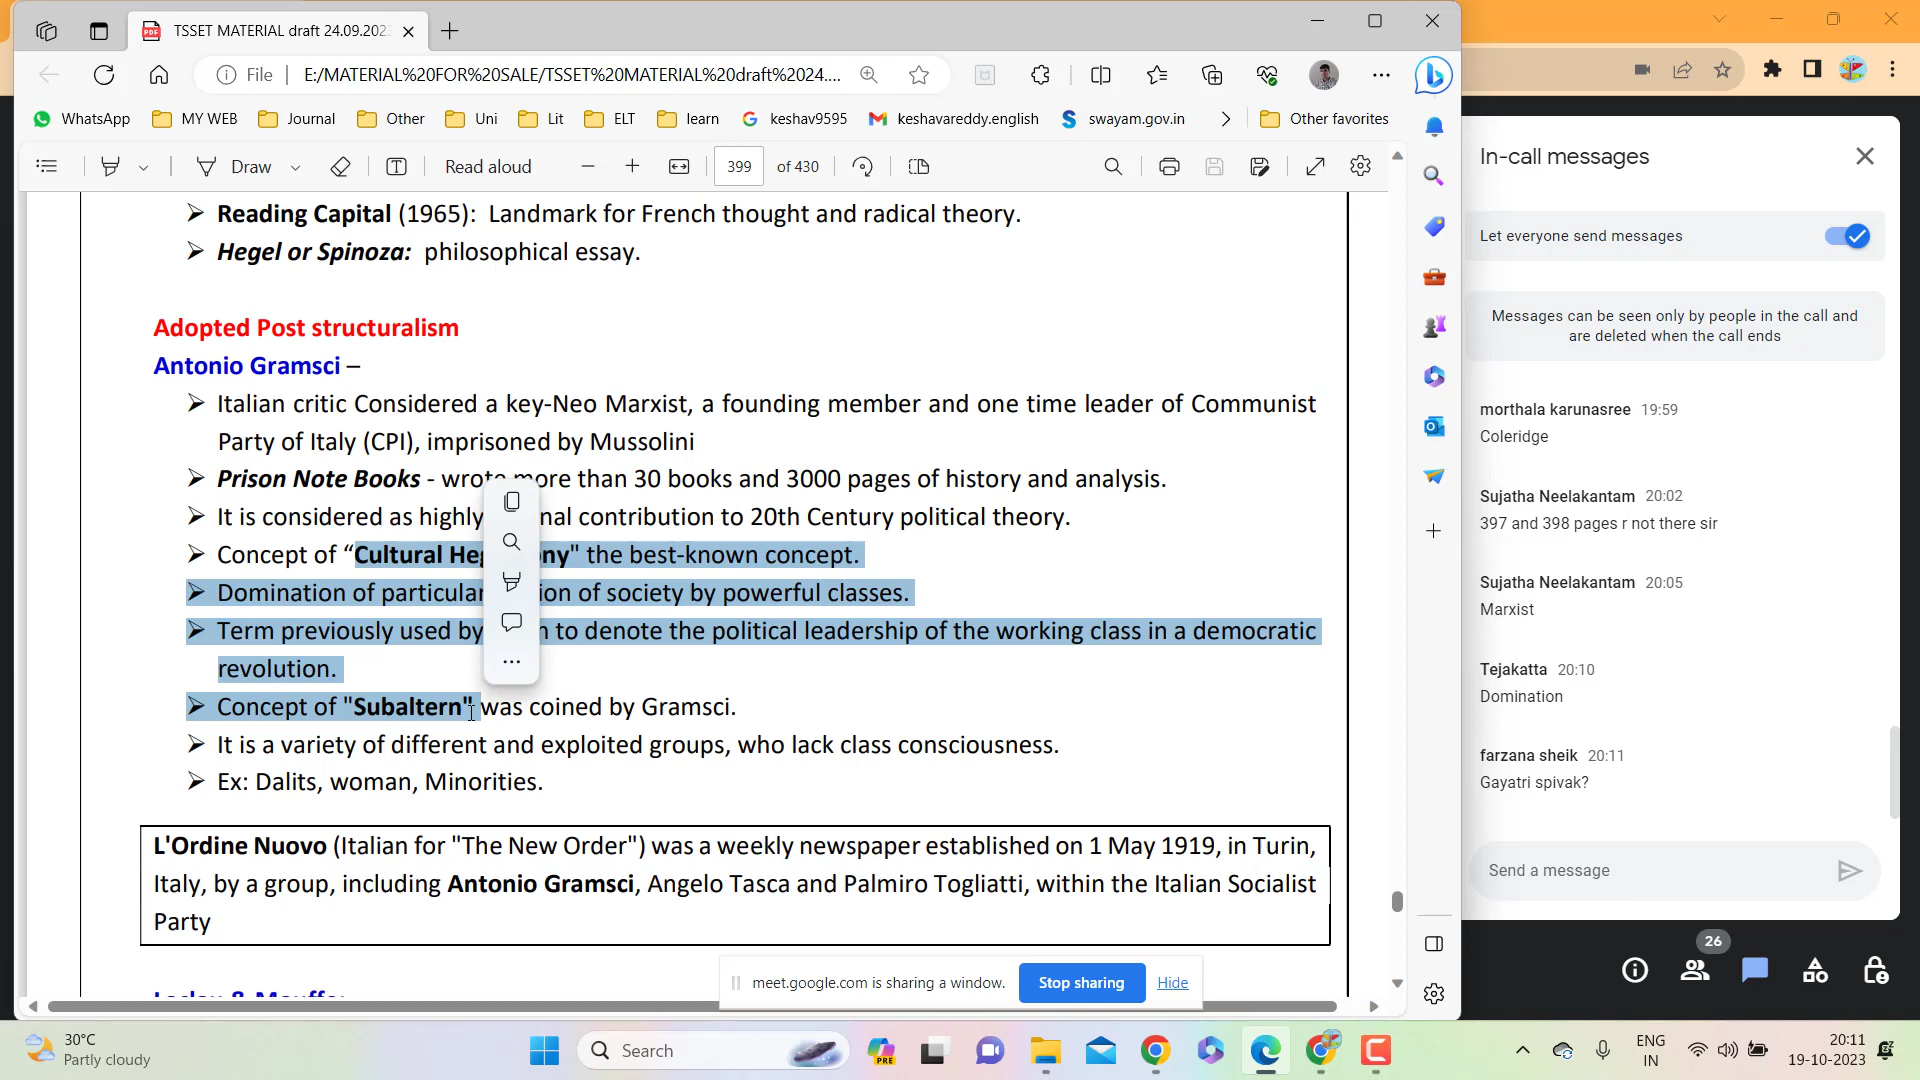 TSSET MATERIAL draft 24.09.202
File
E:/MATERIAL%20FOR%20SALE/TSSET%20MATERIAL%20draft%2024....
WhatsApp MY WEB Journal Other Uni Lit ELT learn keshav9595 keshavareddy.english swayam.gov.in Other favorites
Draw Read aloud 399 of 430
Reading Capital (1965): Landmark for French thought and radical theory.
Hegel or Spinoza: philosophical essay.
Adopted Post structuralism
Antonio Gramsci –
Italian critic Considered a key-Neo Marxist, a founding member and one time leader of Communist
Party of Italy (CPI), imprisoned by Mussolini
Prison Note Books - wrote more than 30 books and 3000 pages of history and analysis.
It is considered as highly nal contribution to 20th Century political theory.
Concept of “Cultural Heg ny" the best-known concept.
Domination of particular ion of society by powerful classes.
Term previously used by n to denote the political leadership of the working class in a democratic
revolution.
Concept of "Subaltern" was coined by Gramsci.
It is a variety of different and exploited groups, who lack class consciousness.
Ex: Dalits, woman, Minorities.
L'Ordine Nuovo (Italian for "The New Order") was a weekly newspaper established on 1 May 1919, in Turin,
Italy, by a group, including Antonio Gramsci, Angelo Tasca and Palmiro Togliatti, within the Italian Socialist
Party
meet.google.com is sharing a window. Stop sharing Hide
In-call messages
Let everyone send messages
Messages can be seen only by people in the call and
are deleted when the call ends
morthala karunasree 19:59
Coleridge
Sujatha Neelakantam 20:02
397 and 398 pages r not there sir
Sujatha Neelakantam 20:05
Marxist
Tejakatta 20:10
Domination
farzana sheik 20:11
Gayatri spivak?
Send a message
26
30°C
Partly cloudy
Search
PRE
ENG
IN
20:11
19-10-2023